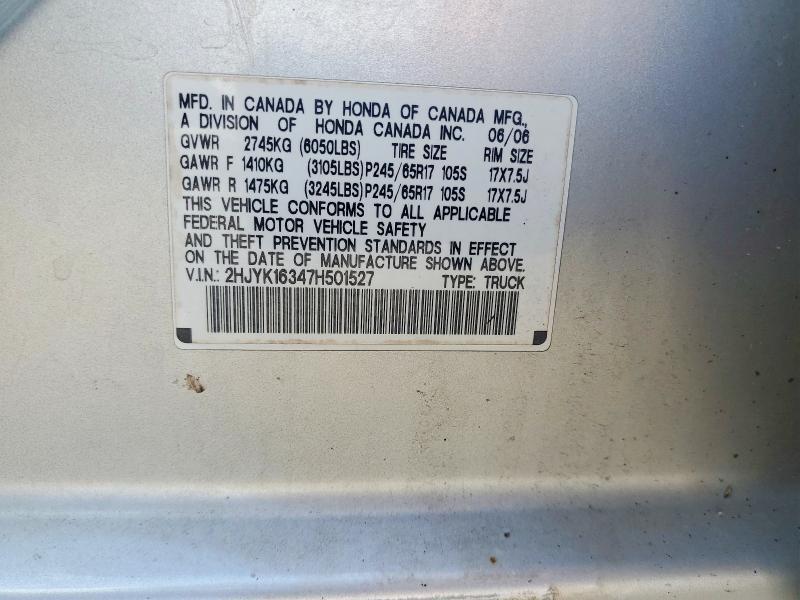 MFD. IN CANADA BY HONDA OF CANADA MFG.,
A DIVISION OF HONDA CANADA INC. 06/06
GVWR 2745KG (6050LBS) TIRE SIZE RIM SIZE
GAWR F 1410KG (3105LBS) P245/65R17 105S 17X7.5J
GAWR R 1475KG (3245LBS) P245/65R17 105S 17X7.5J
THIS VEHICLE CONFORMS TO ALL APPLICABLE
FEDERAL MOTOR VEHICLE SAFETY
AND THEFT PREVENTION STANDARDS IN EFFECT
ON THE DATE OF MANUFACTURE SHOWN ABOVE.
V.I.N.: 2HJYK16347H501527 TYPE: TRUCK